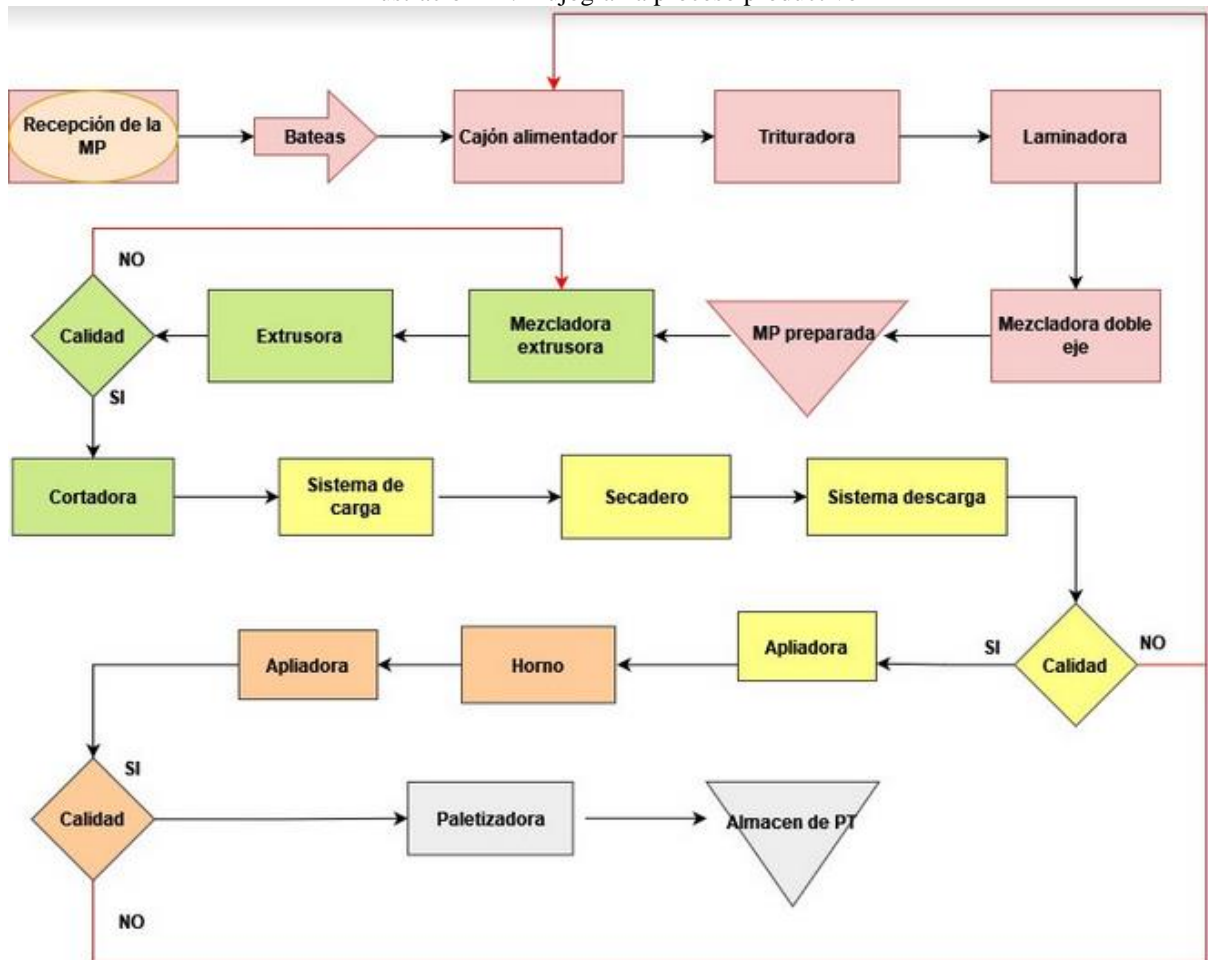 Recepción de la
MP
Bateas
Cajón alimentador
Trituradora
Laminadora
NO
Calidad
Extrusora
Mezcladora
extrusora
MP preparada
Mezcladora doble
eje
SI
Cortadora
Sistema de
carga
Secadero
Sistema descarga
Apliadora
Horno
Apliadora
SI
Calidad
NO
SI
Calidad
Paletizadora
Almacen de PT
NO